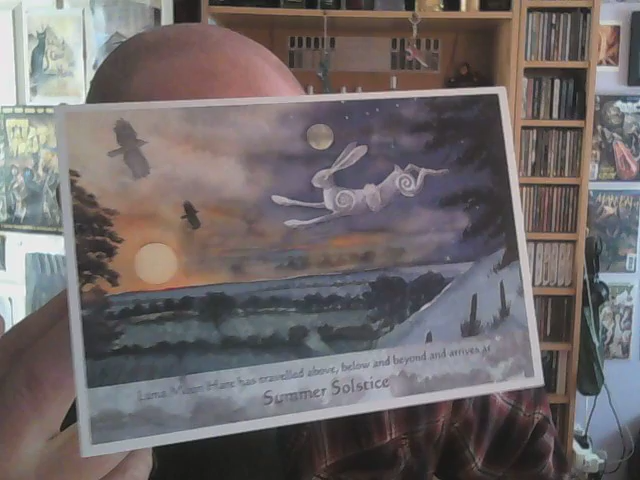 Luna Moon Hare has travelled above, below and beyond and arrives at
Summer Solstice